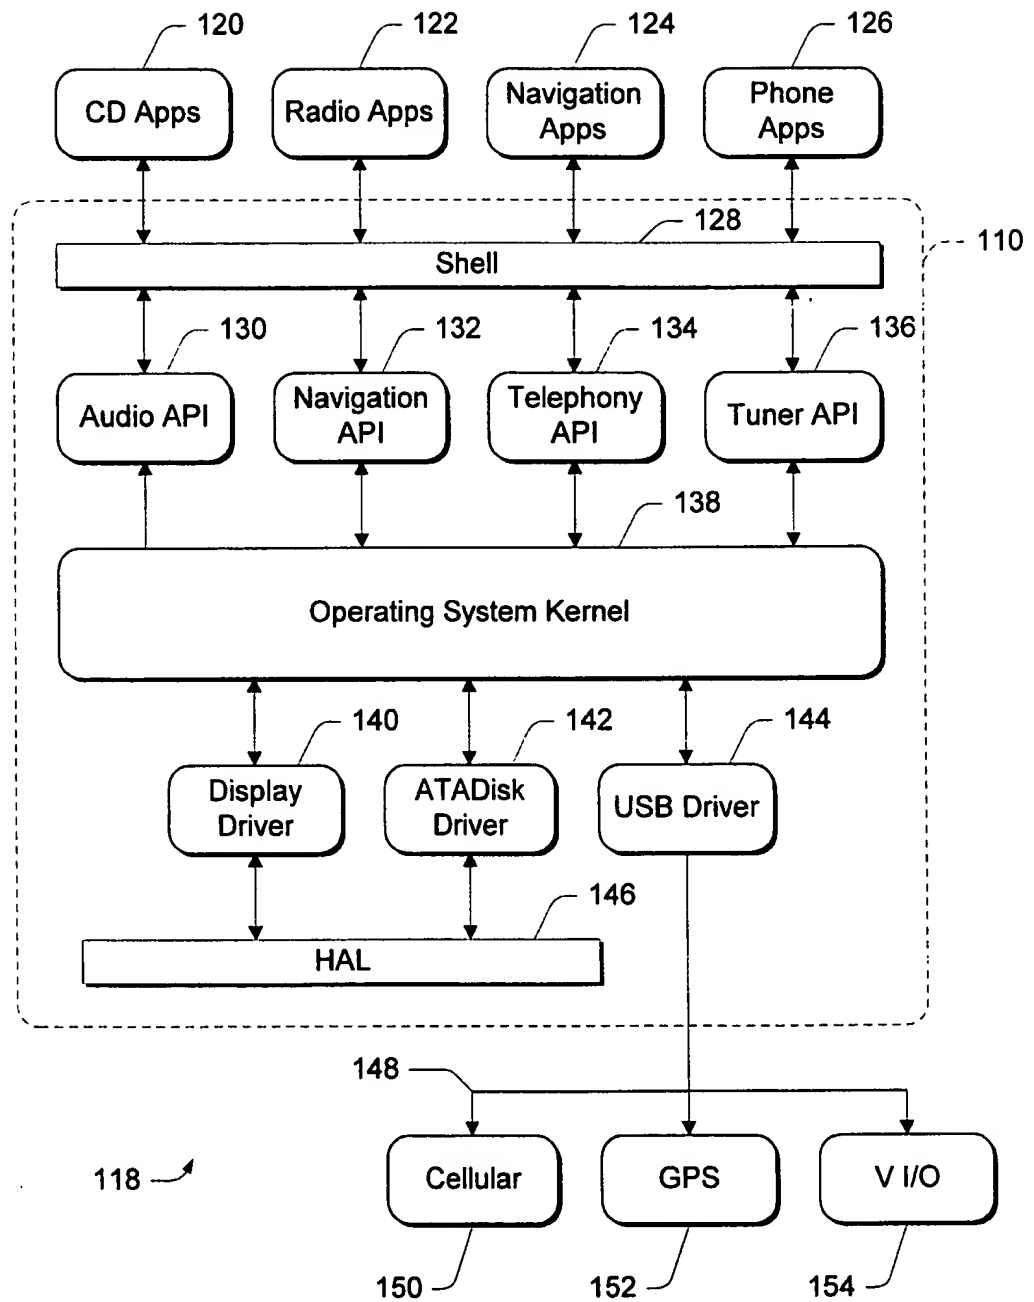 120
122
124
126
CD Apps
Radio Apps
Navigation
Apps
Phone
Apps
128
Shell
110
130
132
134
136
Audio API
Navigation
API
Telephony
API
Tuner API
138
Operating System Kernel
140
142
144
Display
Driver
ATADisk
Driver
USB Driver
146
HAL
148
118
Cellular
GPS
V I/O
150
152
154